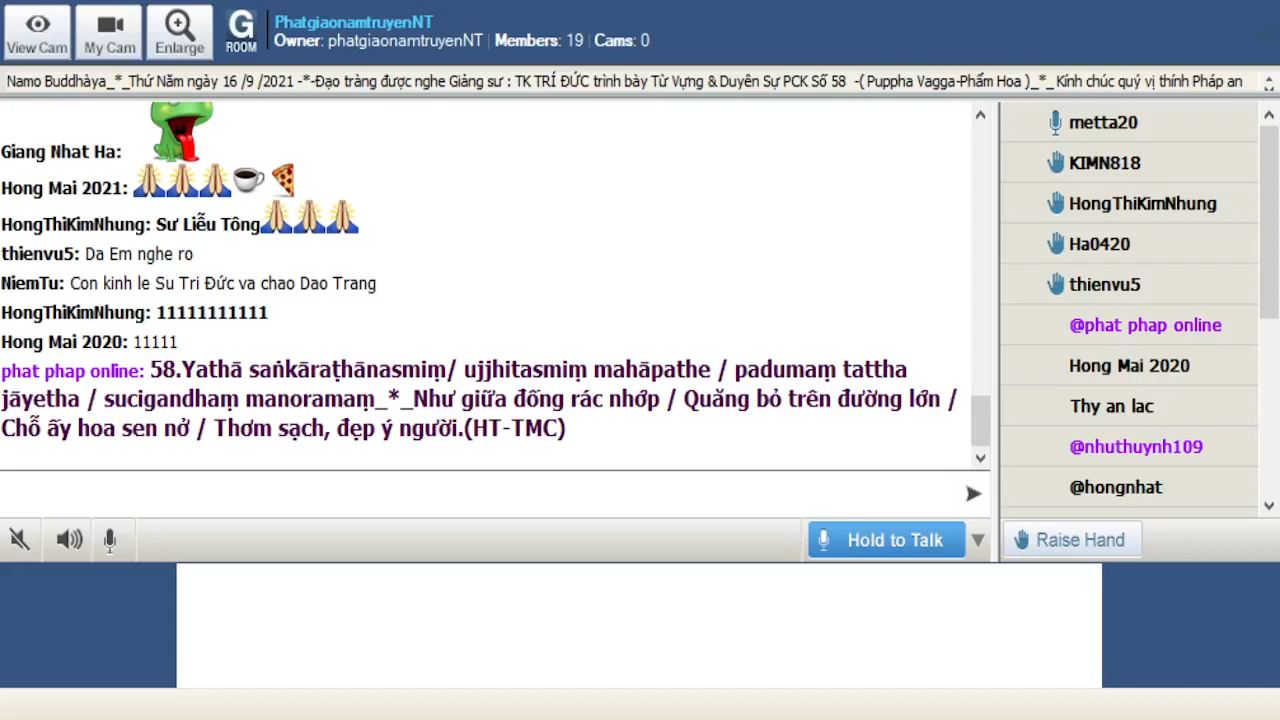 View Cam
My Cam
Enlarge
G
ROOM
PhatgiaonamtruyenNT
Owner: phatgiaonamtruyenNT | Members: 19 | Cams: 0
Namo Buddhàya_*_Thứ Năm ngày 16 /9 /2021 -*-Đạo tràng được nghe Giảng sư : TK TRÍ ĐỨC trình bày Từ Vựng & Duyên Sự PCK Số 58 -( Puppha Vagga-Phẩm Hoa )_*_ Kính chúc quý vị thính Pháp an
Giang Nhat Ha:
Hong Mai 2021:
HongThiKimNhung: Sư Liễu Tông
thienvu5: Da Em nghe ro
NiemTu: Con kinh le Su Tri Đức va chao Dao Trang
HongThiKimNhung: 11111111111
Hong Mai 2020: 11111
phat phap online: 58.Yathā saṅkāraṭhānasmiṃ/ ujjhitasmiṃ mahāpathe / padumaṃ tattha
jāyetha / sucigandhaṃ manoramaṃ_*_Như giữa đống rác nhớp / Quăng bỏ trên đường lớn /
Chỗ ấy hoa sen nở / Thơm sạch, đẹp ý người.(HT-TMC)
metta20
KIMN818
HongThiKimNhung
Ha0420
thienvu5
@phat phap online
Hong Mai 2020
Thy an lac
@nhuthuynh109
@hongnhat
Hold to Talk
Raise Hand